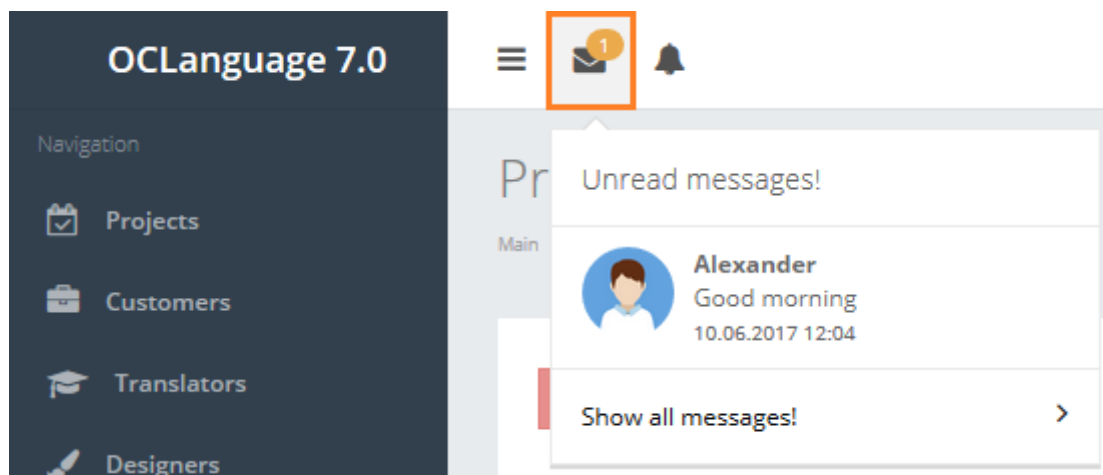 OCLanguage 7.0
1
Navigation
Projects
Customers
Translators
Designers
Pr
Main
Unread messages!
Alexander
Good morning
10.06.2017 12:04
Show all messages!